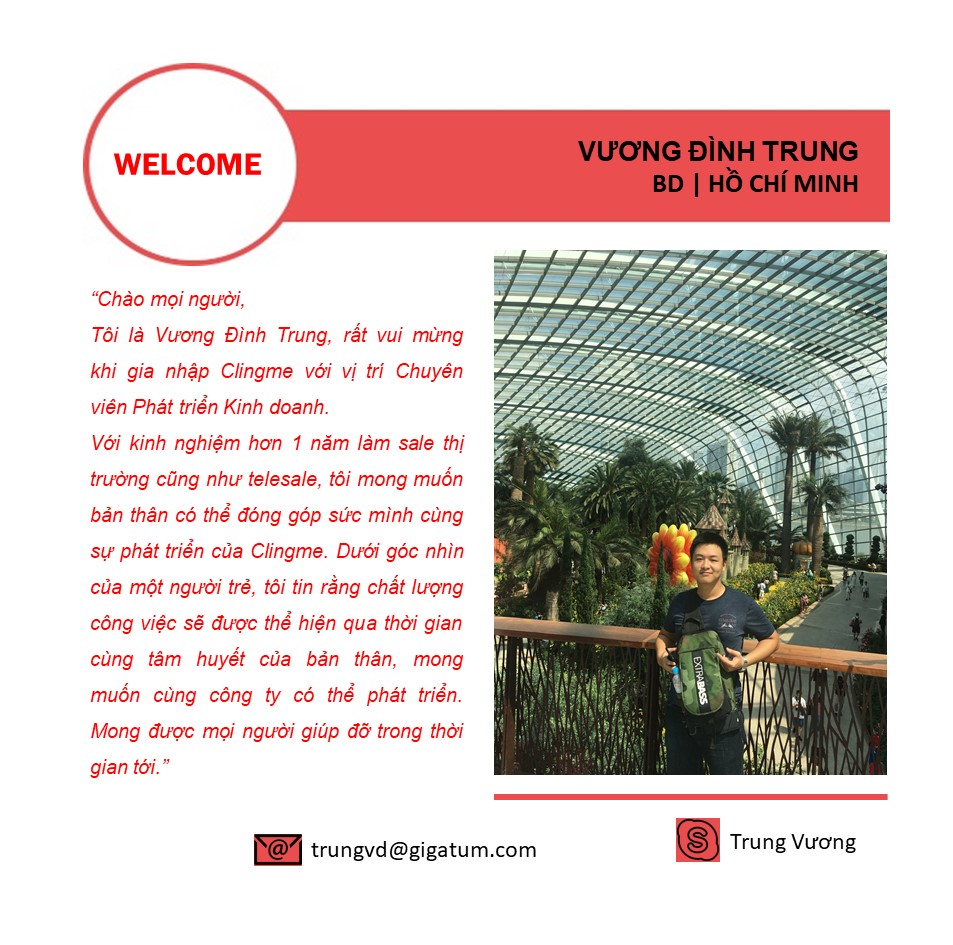 WELCOME
VƯƠNG ĐÌNH TRUNG
BD | HỒ CHÍ MINH
“Chào mọi người,
Tôi là Vương Đình Trung, rất vui mừng
khi gia nhập Clingme với vị trí Chuyên
viên Phát triển Kinh doanh.
Với kinh nghiệm hơn 1 năm làm sale thị
trường cũng như telesale, tôi mong muốn
bản thân có thể đóng góp sức mình cùng
sự phát triển của Clingme. Dưới góc nhìn
của một người trẻ, tôi tin rằng chất lượng
công việc sẽ được thể hiện qua thời gian
cùng tâm huyết của bản thân, mong
muốn cùng công ty có thể phát triển.
Mong được mọi người giúp đỡ trong thời
gian tới.”
EXTRABASS
@ trungvd@gigatum.com
S Trung Vương